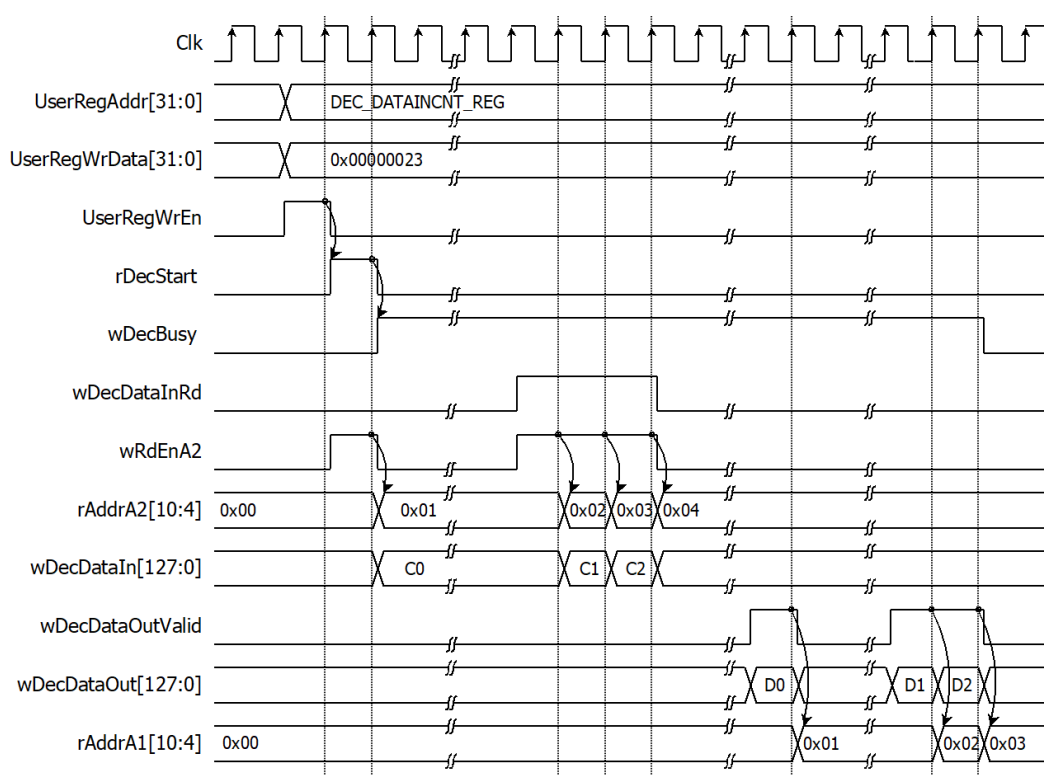 Clk
UserRegAddr[31:0] DEC_DATAINCNT_REG
UserRegWrData[31:0] 0x00000023
UserRegWrEn
rDecStart
wDecBusy
wDecDataInRd
wRdEnA2
rAddrA2[10:4] 0x00 0x01 0x02 0x03 0x04
wDecDataIn[127:0] C0 C1 C2
wDecDataOutValid
wDecDataOut[127:0] D0 D1 D2
rAddrA1[10:4] 0x00 0x01 0x02 0x03